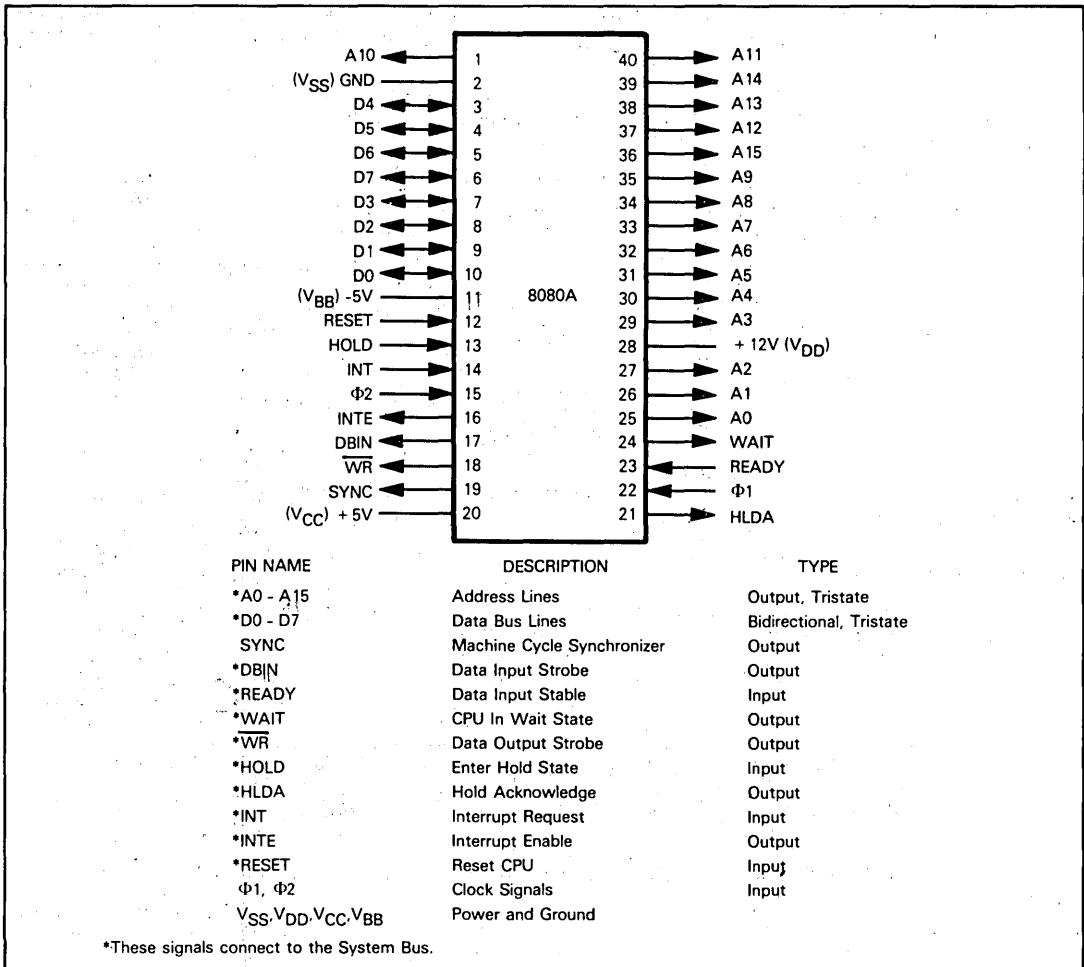 A10 1 40 A11
(VSS) GND 2 39 A14
D4 3 38 A13
D5 4 37 A12
D6 5 36 A15
D7 6 35 A9
D3 7 34 A8
D2 8 33 A7
D1 9 32 A6
D0 10 31 A5
(VBB) -5V 11 8080A 30 A4
RESET 12 29 A3
HOLD 13 28 + 12V (VDD)
INT 14 27 A2
Φ2 15 26 A1
INTE 16 25 A0
DBIN 17 24 WAIT
W̅R̅ 18 23 READY
SYNC 19 22 Φ1
(VCC) + 5V 20 21 HLDA
PIN NAME DESCRIPTION TYPE
*A0 - A15 Address Lines Output, Tristate
*D0 - D7 Data Bus Lines Bidirectional, Tristate
SYNC Machine Cycle Synchronizer Output
*DBIN Data Input Strobe Output
*READY Data Input Stable Input
*WAIT CPU In Wait State Output
*W̅R̅ Data Output Strobe Output
*HOLD Enter Hold State Input
*HLDA Hold Acknowledge Output
*INT Interrupt Request Input
*INTE Interrupt Enable Output
*RESET Reset CPU Input
Φ1, Φ2 Clock Signals Input
VSS, VDD, VCC, VBB Power and Ground
*These signals connect to the System Bus.